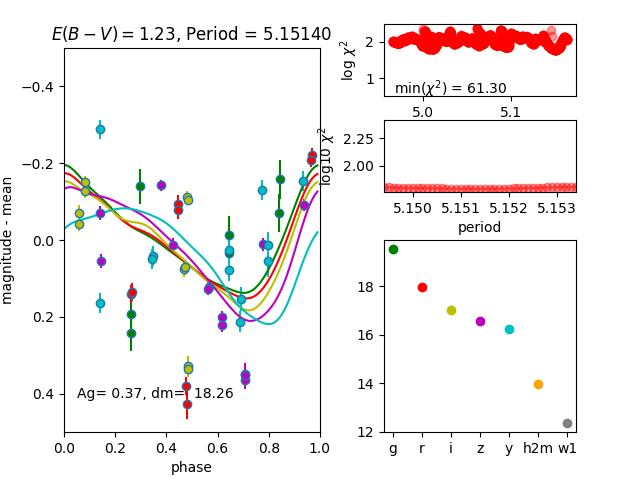 E(B − V) = 1.23, Period = 5.15140
magnitude - mean
−0.4
−0.2
0.0
0.2
0.4
Ag= 0.37, dm= 18.26
0.0 0.2 0.4 0.6 0.8 1.0
phase
log χ²
2
1
min(χ²) = 61.30
5.0 5.1
log10 χ²
2.25
2.00
5.150 5.151 5.152 5.153
period
18
16
14
12
g r i z y h2m w1